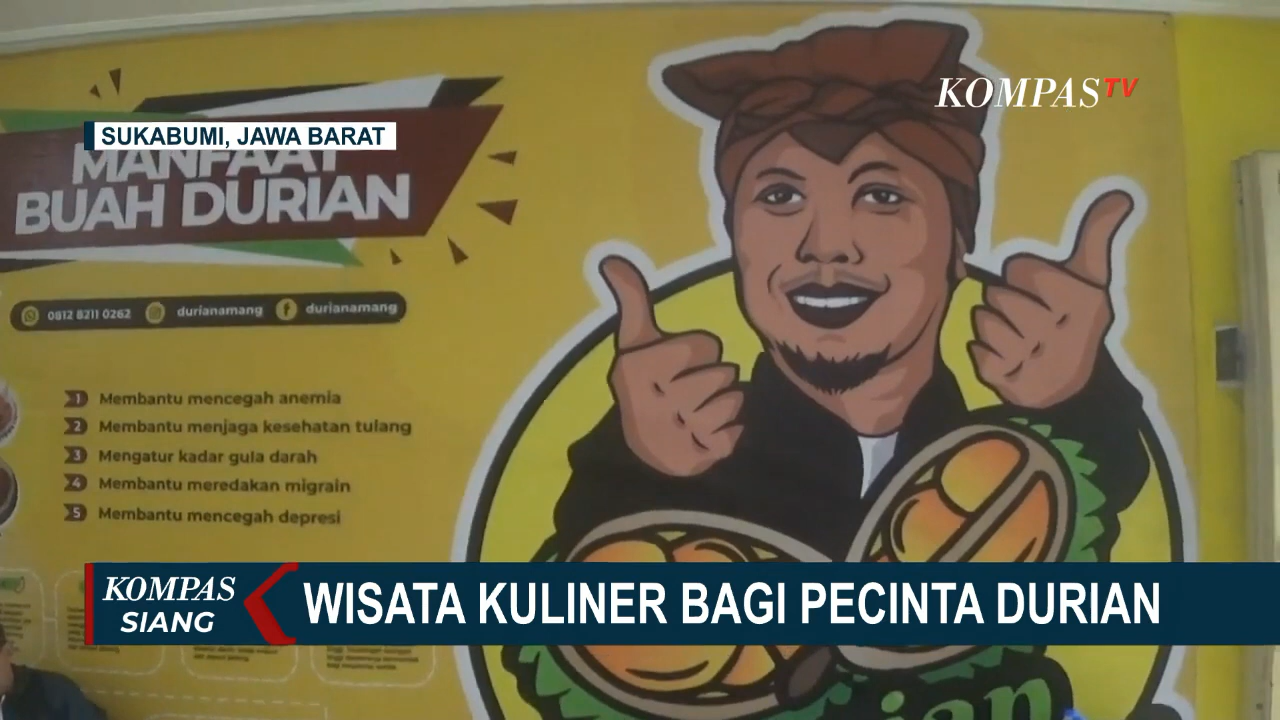 KOMPASTV
SUKABUMI, JAWA BARAT
MANFAAT
BUAH DURIAN
0812 8211 0262 durianamang durianamang
1 Membantu mencegah anemia
2 Membantu menjaga kesehatan tulang
3 Mengatur kadar gula darah
4 Membantu meredakan migrain
5 Membantu mencegah depresi
KOMPAS
SIANG
WISATA KULINER BAGI PECINTA DURIAN